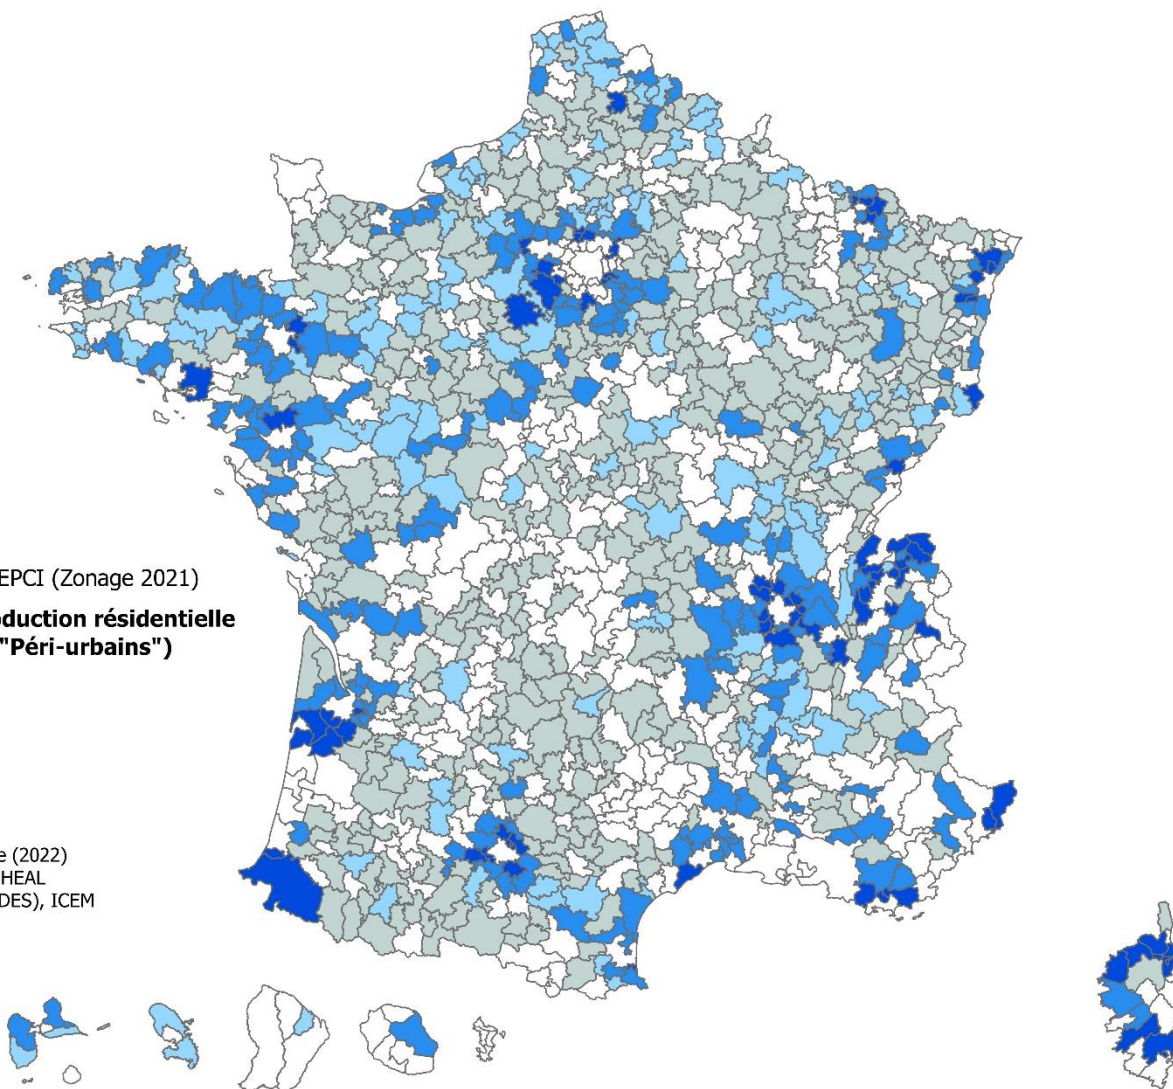 EPCI (Zonage 2021)
oduction résidentielle
"Péri-urbains")
e (2022)
HEAL
DES), ICEM